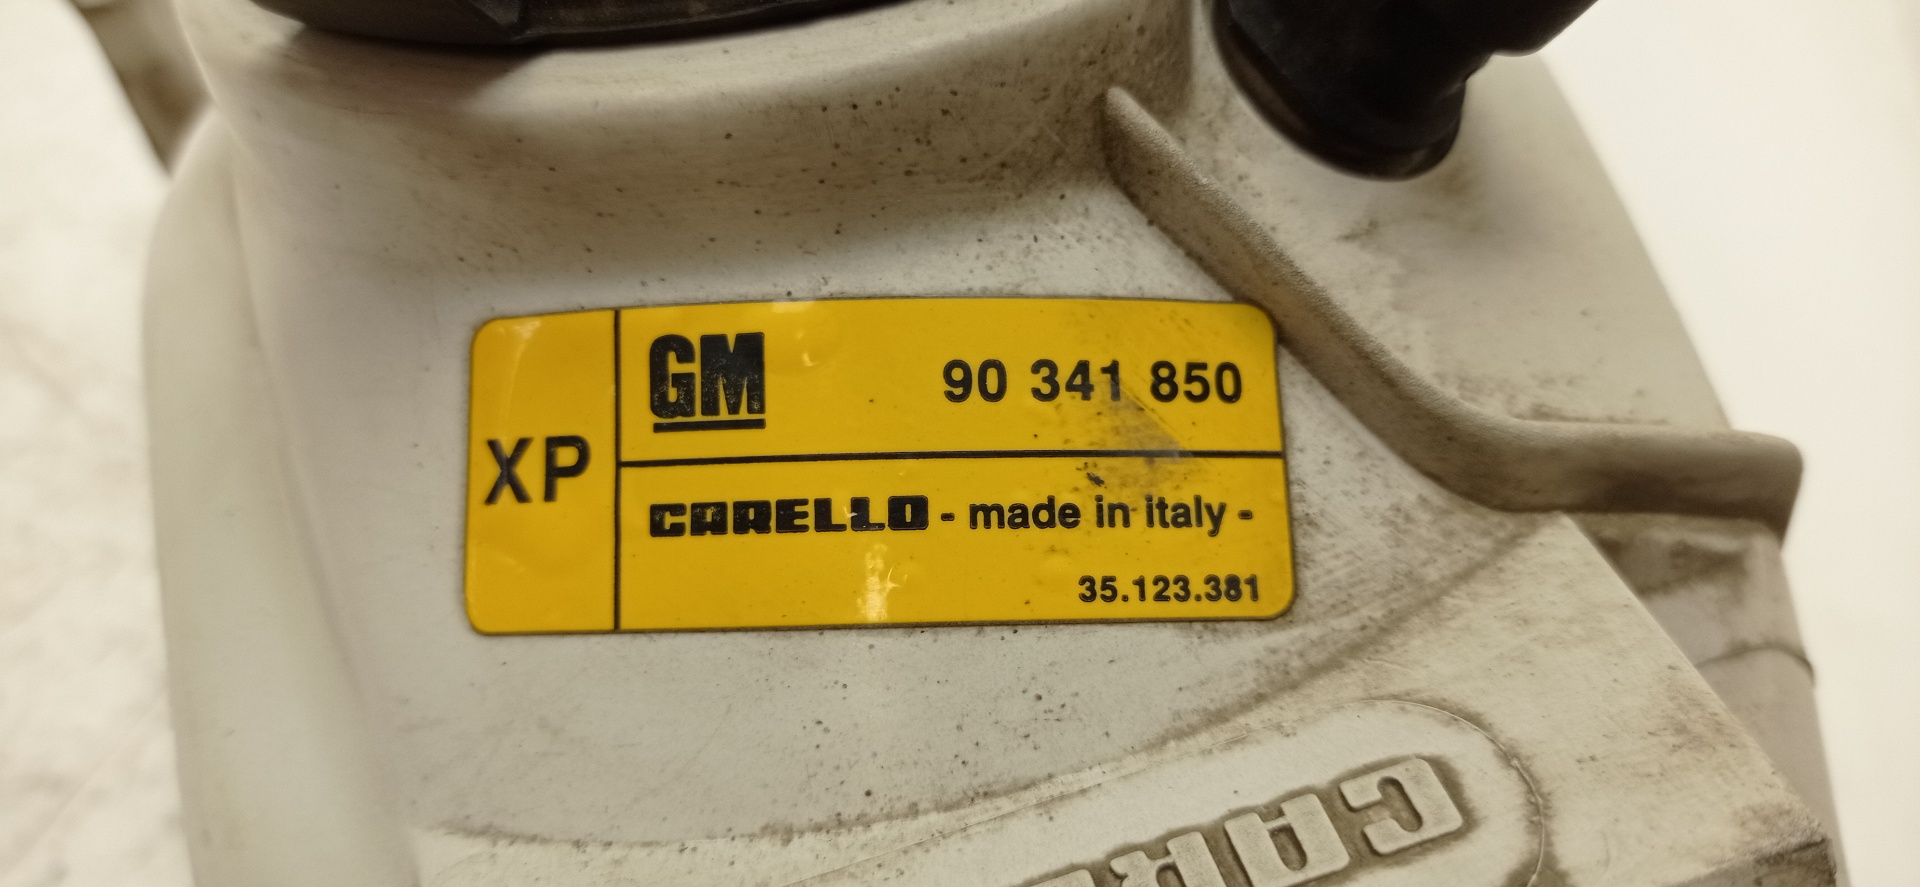 XP
GM 90 341 850
CARELLO - made in italy -
35.123.381